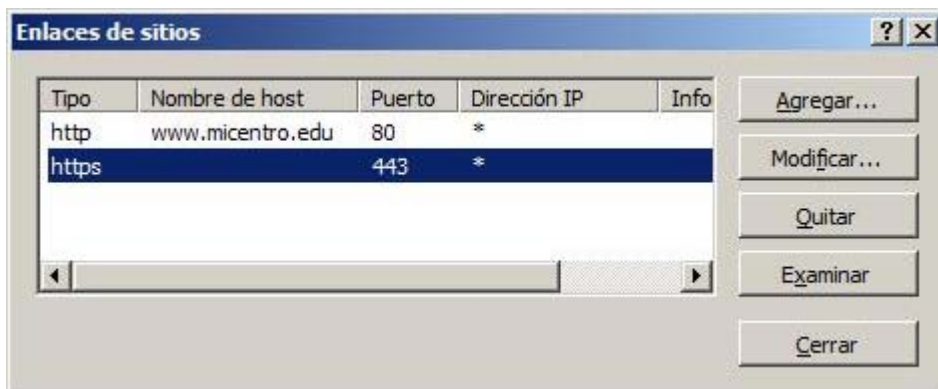 Enlaces de sitios
Tipo Nombre de host Puerto Dirección IP Info
http www.micentro.edu 80 *
https 443 *
Agregar...
Modificar...
Quitar
Examinar
Cerrar